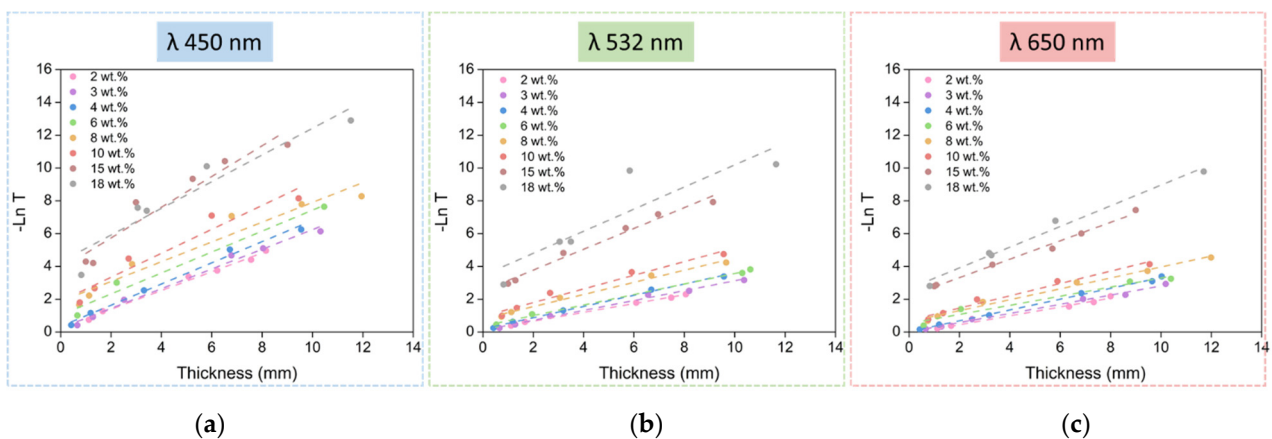 λ 450 nm
16
14
12
10
8
6
4
2
0
2 wt.%
3 wt.%
4 wt.%
6 wt.%
8 wt.%
10 wt.%
15 wt.%
18 wt.%
-Ln T
0 2 4 6 8 10 12 14
Thickness (mm)
(a)
λ 532 nm
16
14
12
10
8
6
4
2
0
2 wt.%
3 wt.%
4 wt.%
6 wt.%
8 wt.%
10 wt.%
15 wt.%
18 wt.%
-Ln T
0 2 4 6 8 10 12 14
Thickness (mm)
(b)
λ 650 nm
16
14
12
10
8
6
4
2
0
2 wt.%
3 wt.%
4 wt.%
6 wt.%
8 wt.%
10 wt.%
15 wt.%
18 wt.%
-Ln T
0 2 4 6 8 10 12 14
Thickness (mm)
(c)